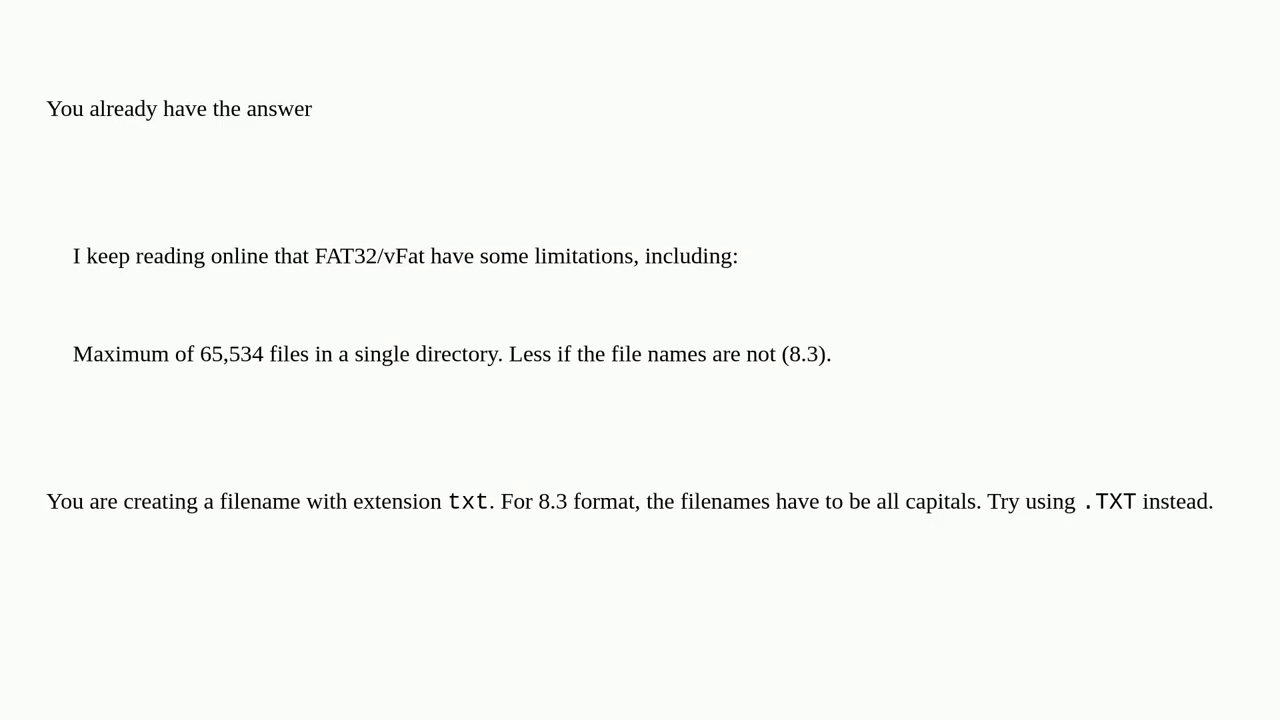 You already have the answer
I keep reading online that FAT32/vFat have some limitations, including:
Maximum of 65,534 files in a single directory. Less if the file names are not (8.3).
You are creating a filename with extension txt. For 8.3 format, the filenames have to be all capitals. Try using .TXT instead.